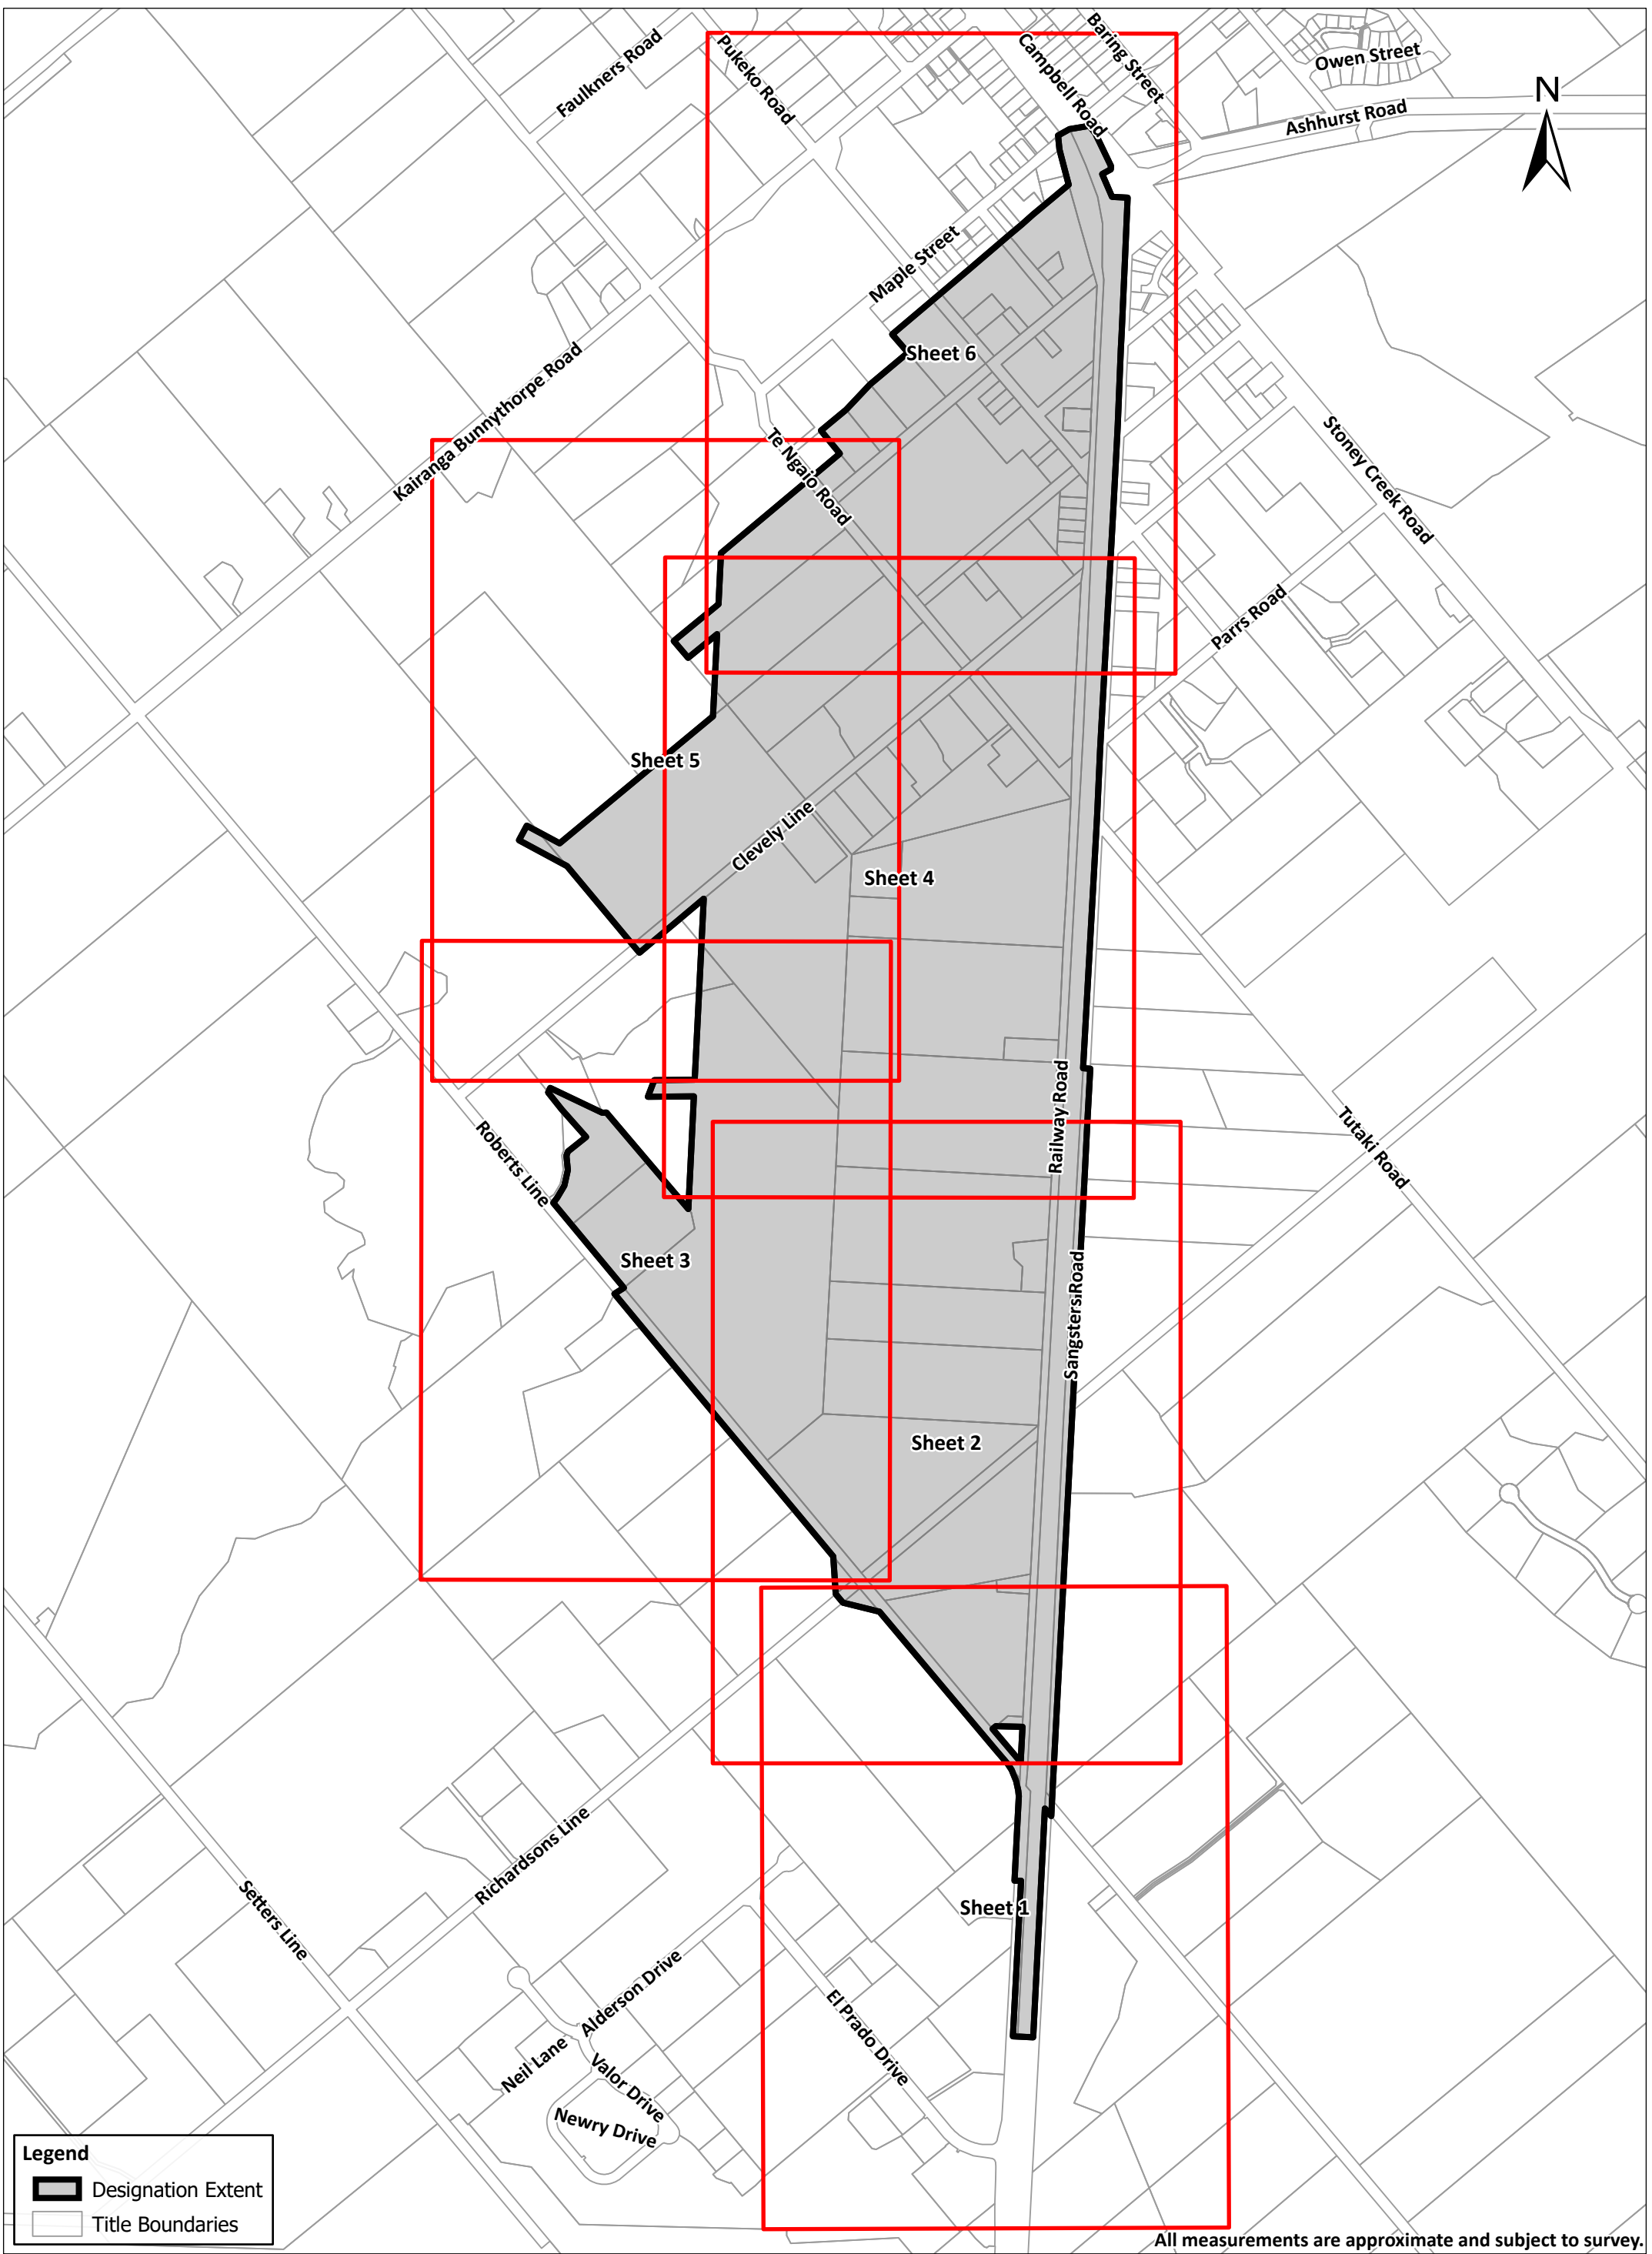 Baring Street
Campbell Road
Owen Street
Faulkners Road
Pukeko Road
N
Ashhurst Road
Maple Street
Sheet 6
Kairanga Bunnythorpe Road
Te Ngaio Road
Stoney Creek Road
Parrs Road
Sheet 5
Clevely Line
Sheet 4
Railway Road
Tutaki Road
Roberts Line
Sheet 3
Sangsters Road
Sheet 2
Richardsons Line
Setters Line
Sheet 1
Alderson Drive
El Prado Drive
Neil Lane
Valor Drive
Newry Drive
Legend
Designation Extent
Title Boundaries
All measurements are approximate and subject to survey.